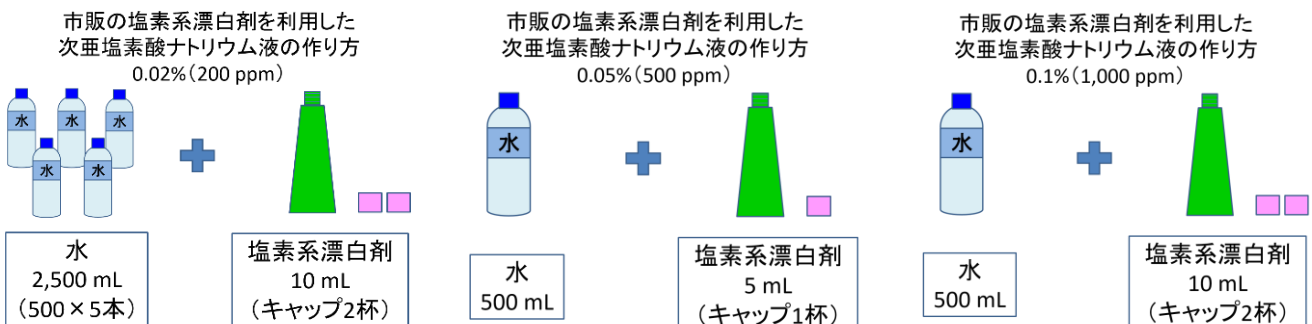 市販の塩素系漂白剤を利用した
次亜塩素酸ナトリウム液の作り方
0.02%（200 ppm）
水
水
水
水
水
水
2,500 mL
（500×5本）
塩素系漂白剤
10 mL
（キャップ2杯）
市販の塩素系漂白剤を利用した
次亜塩素酸ナトリウム液の作り方
0.05%（500 ppm）
水
水
500 mL
塩素系漂白剤
5 mL
（キャップ1杯）
市販の塩素系漂白剤を利用した
次亜塩素酸ナトリウム液の作り方
0.1%（1,000 ppm）
水
水
500 mL
塩素系漂白剤
10 mL
（キャップ2杯）